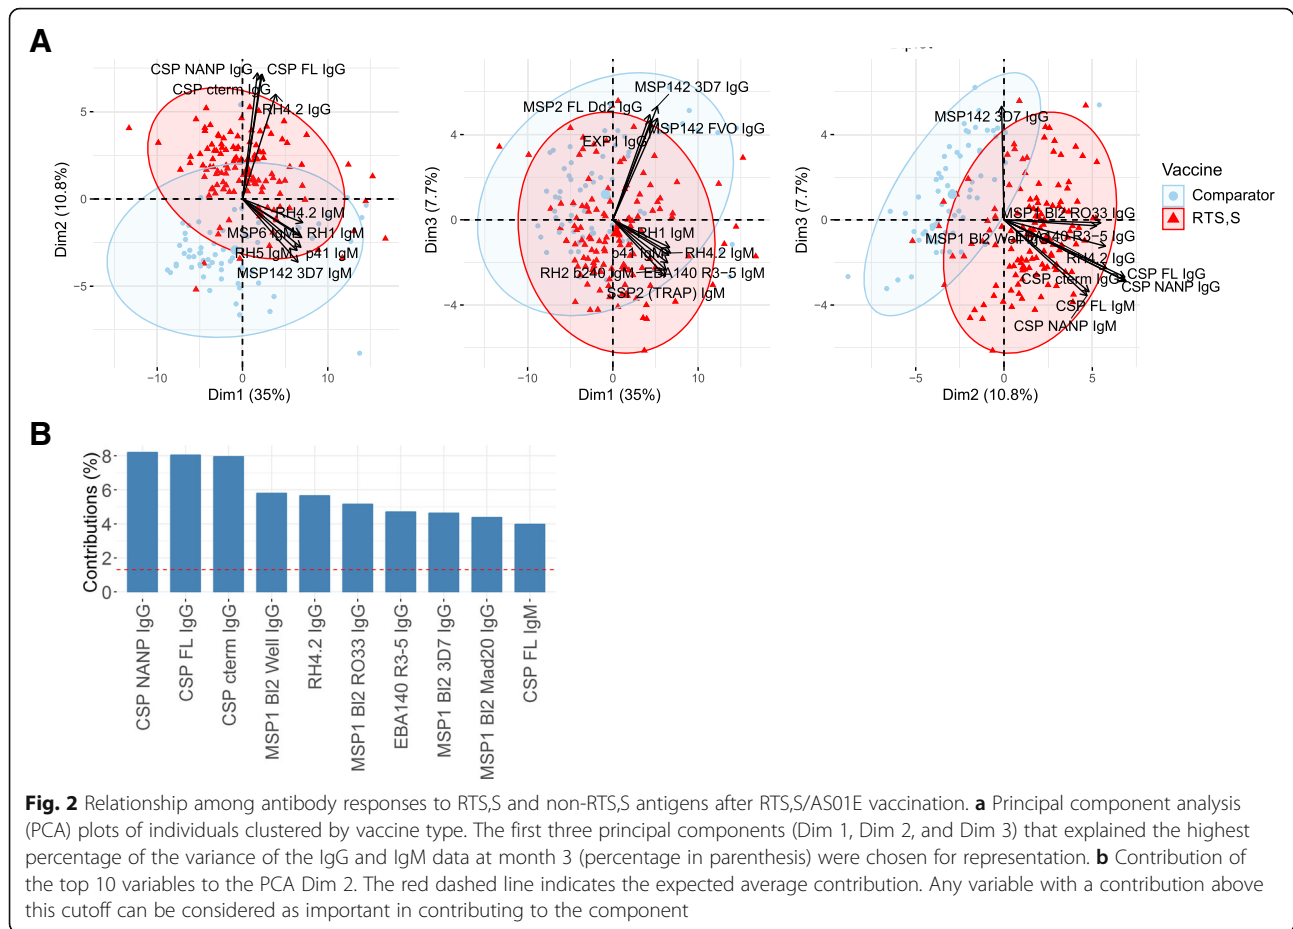 A
CSP NANP IgG
CSP FL IgG
CSP cterm IgG
RH4.2 IgG
RH4.2 IgM
MSP6 IgM
RH1 IgM
RH5 IgM
p41 IgM
MSP142 3D7 IgM
5
0
−5
−10
0
10
Dim2 (10.8%)
Dim1 (35%)
MSP142 3D7 IgG
MSP2 FL Dd2 IgG
MSP142 FVO IgG
EXP1 IgG
RH1 IgM
p41 IgM
RH4.2 IgM
RH2 b240 IgM
EBA140 R3−5 IgM
SSP2 (TRAP) IgM
4
0
−4
−10
0
10
Dim3 (7.7%)
Dim1 (35%)
MSP142 3D7 IgG
MSP1 Bl2 RO33 IgG
MSP1 Bl2 Well IgG
EBA140 R3−5 IgG
RH4.2 IgG
CSP cterm IgG
CSP FL IgG
CSP NANP IgG
CSP FL IgM
CSP NANP IgM
4
0
−4
−5
0
5
Dim3 (7.7%)
Dim2 (10.8%)
Vaccine
Comparator
RTS,S
B
Contributions (%)
8
6
4
2
0
CSP NANP IgG
CSP FL IgG
CSP cterm IgG
MSP1 Bl2 Well IgG
RH4.2 IgG
MSP1 Bl2 RO33 IgG
EBA140 R3-5 IgG
MSP1 Bl2 3D7 IgG
MSP1 Bl2 Mad20 IgG
CSP FL IgM
Fig. 2 Relationship among antibody responses to RTS,S and non-RTS,S antigens after RTS,S/AS01E vaccination. a Principal component analysis
(PCA) plots of individuals clustered by vaccine type. The first three principal components (Dim 1, Dim 2, and Dim 3) that explained the highest
percentage of the variance of the IgG and IgM data at month 3 (percentage in parenthesis) were chosen for representation. b Contribution of
the top 10 variables to the PCA Dim 2. The red dashed line indicates the expected average contribution. Any variable with a contribution above
this cutoff can be considered as important in contributing to the component